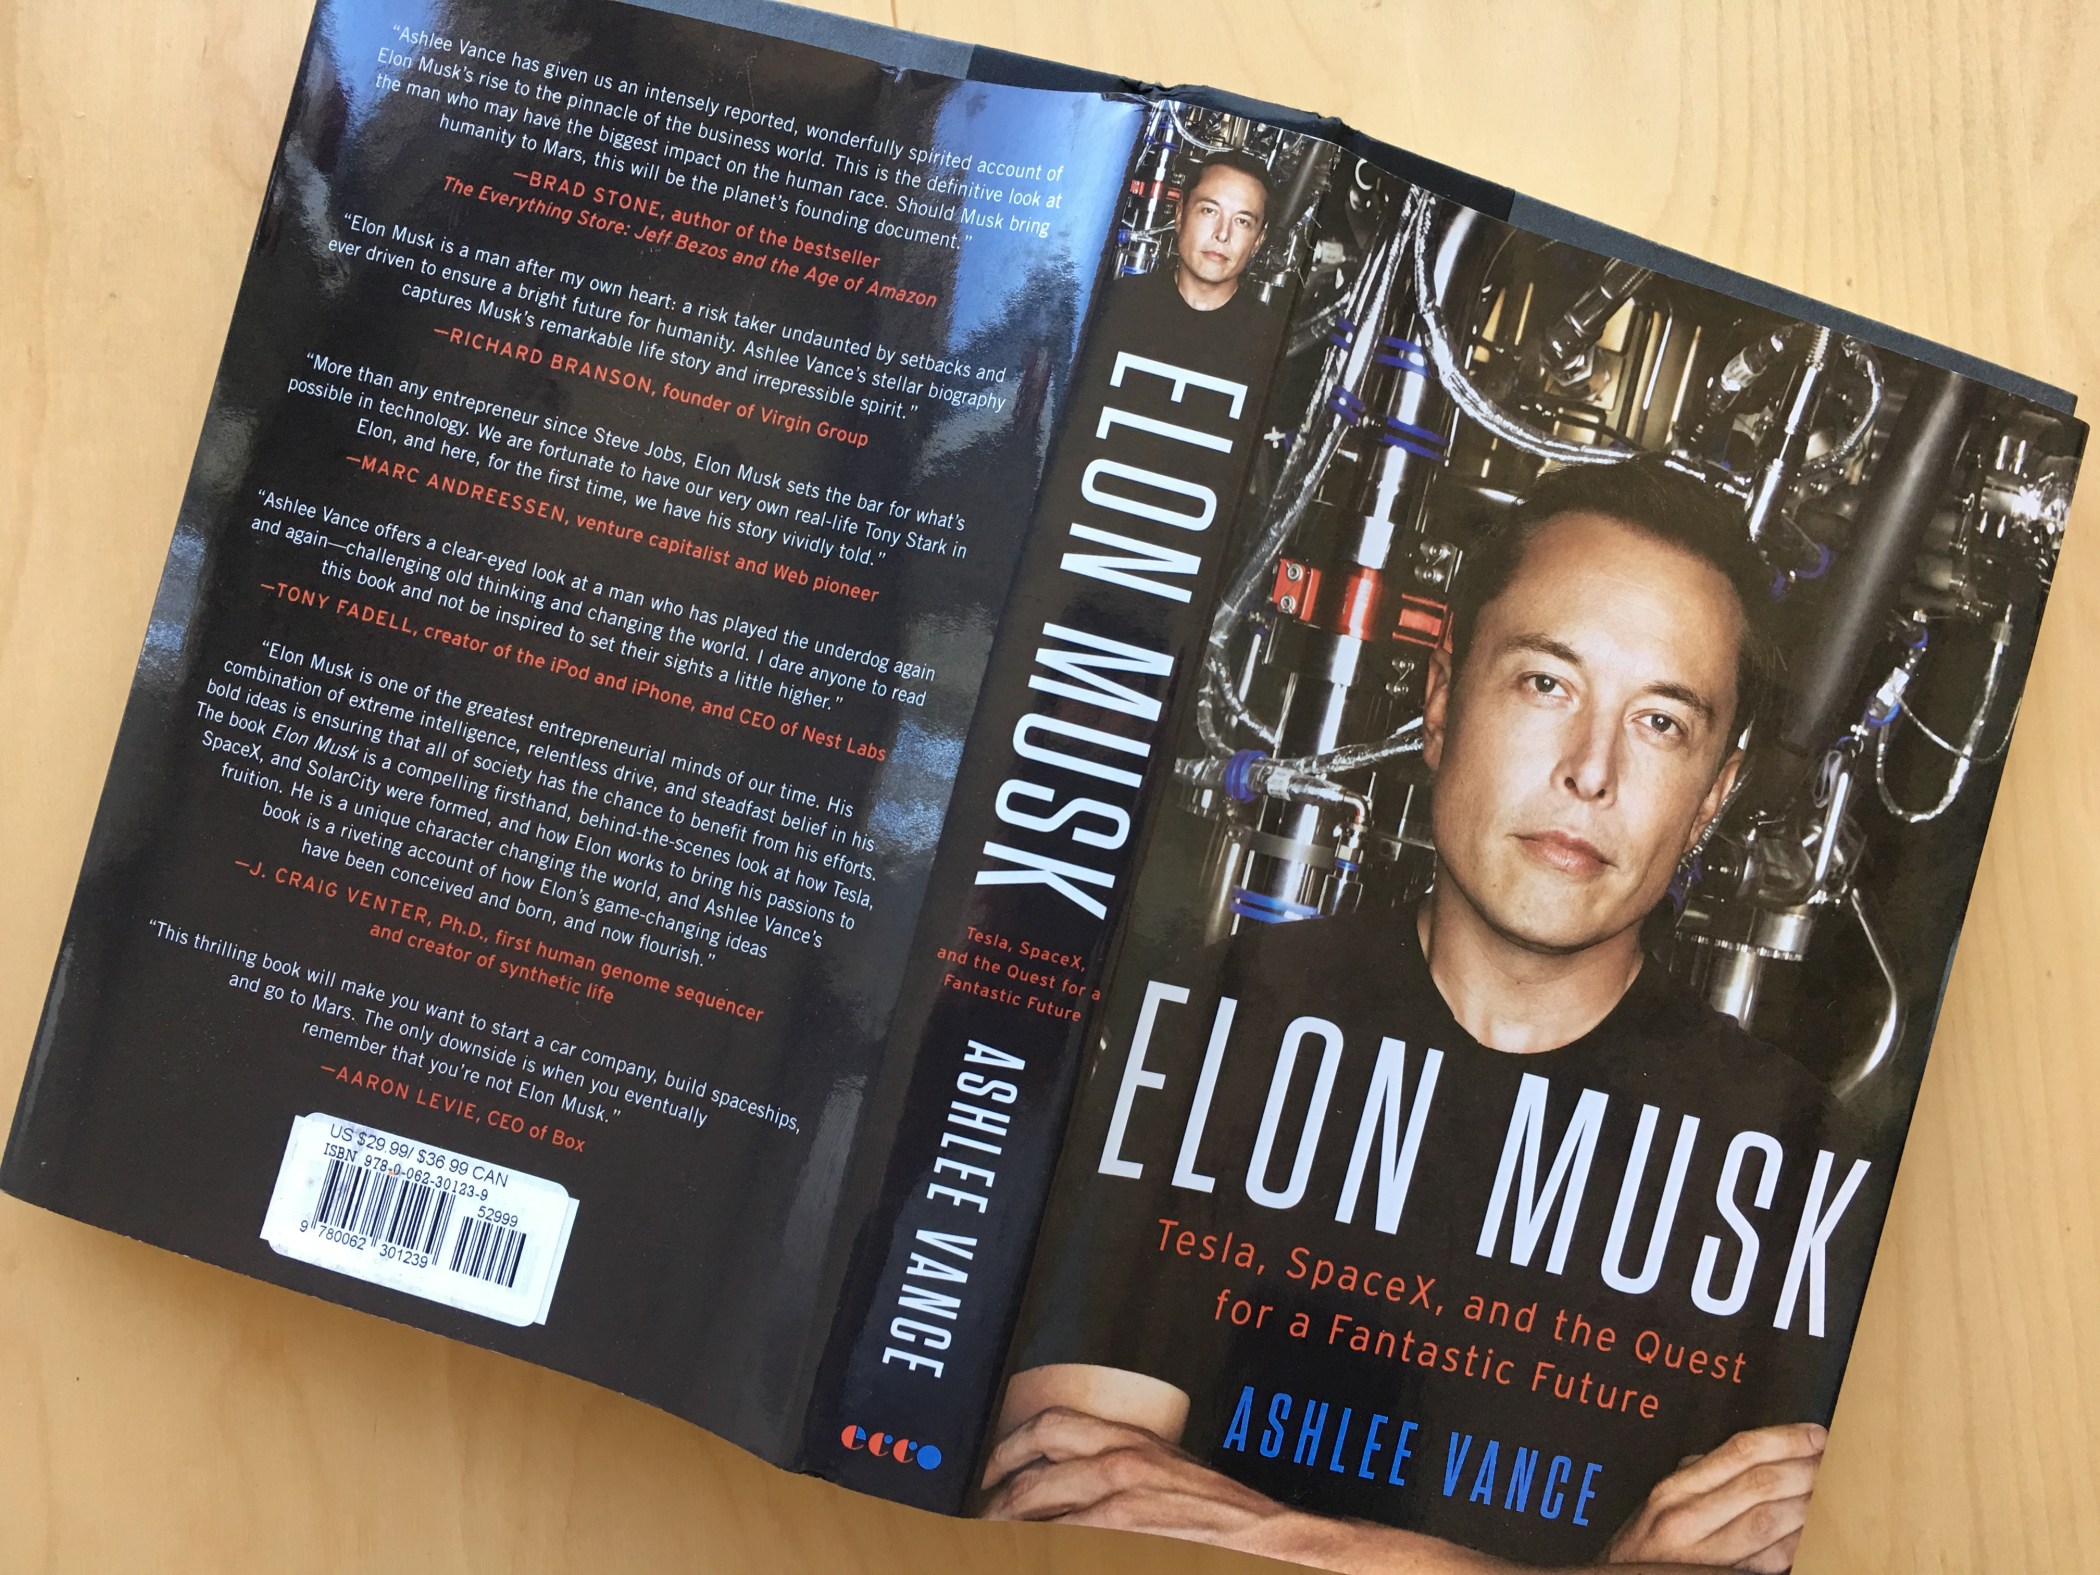 “Ashlee Vance has given us an intensely reported, wonderfully spirited account of
Elon Musk’s rise to the pinnacle of the business world. This is the definitive look at
the man who may have the biggest impact on the human race. Should Musk bring
humanity to Mars, this will be the planet’s founding document.”
—BRAD STONE, author of the bestseller
The Everything Store: Jeff Bezos and the Age of Amazon
“Elon Musk is a man after my own heart: a risk taker undaunted by setbacks and
ever driven to ensure a bright future for humanity. Ashlee Vance’s stellar biography
captures Musk’s remarkable life story and irrepressible spirit.”
—RICHARD BRANSON, founder of Virgin Group
“More than any entrepreneur since Steve Jobs, Elon Musk sets the bar for what’s
possible in technology. We are fortunate to have our very own real-life Tony Stark in
Elon, and here, for the first time, we have his story vividly told.”
—MARC ANDREESSEN, venture capitalist and Web pioneer
“Ashlee Vance offers a clear-eyed look at a man who has played the underdog again
and again—challenging old thinking and changing the world. I dare anyone to read
this book and not be inspired to set their sights a little higher.”
—TONY FADELL, creator of the iPod and iPhone, and CEO of Nest Labs
“Elon Musk is one of the greatest entrepreneurial minds of our time. His
combination of extreme intelligence, relentless drive, and steadfast belief in his
bold ideas is ensuring that all of society has the chance to benefit from his efforts.
The book Elon Musk is a compelling firsthand, behind-the-scenes look at how Tesla,
SpaceX, and SolarCity were formed, and how Elon works to bring his passions to
fruition. He is a unique character changing the world, and Ashlee Vance’s
book is a riveting account of how Elon’s game-changing ideas
have been conceived and born, and now flourish.”
—J. CRAIG VENTER, Ph.D., first human genome sequencer
and creator of synthetic life
“This thrilling book will make you want to start a car company, build spaceships,
and go to Mars. The only downside is when you eventually
remember that you’re not Elon Musk.”
—AARON LEVIE, CEO of Box
US $29.99/ $36.99 CAN
ISBN 978-0-062-30123-9
52999
9 780062 301239
ELON MUSK
Tesla, SpaceX,
and the Quest for a
Fantastic Future
ASHLEE VANCE
ecco
ELON MUSK
Tesla, SpaceX, and the Quest
for a Fantastic Future
ASHLEE VANCE